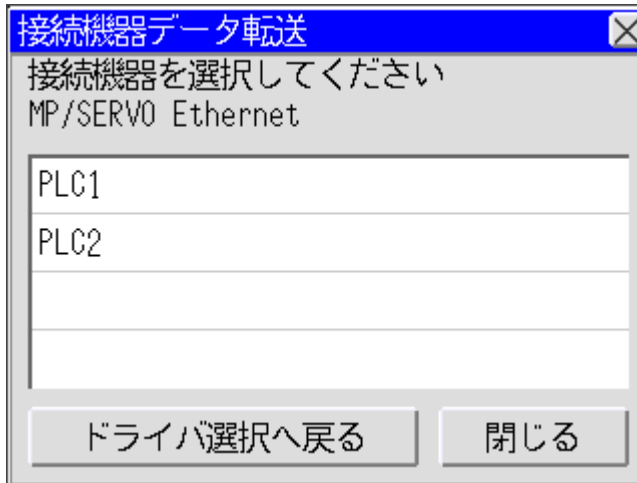 接続機器データ転送
接続機器を選択してください
MP/SERVO Ethernet
PLC1
PLC2
ドライバ選択へ戻る
閉じる